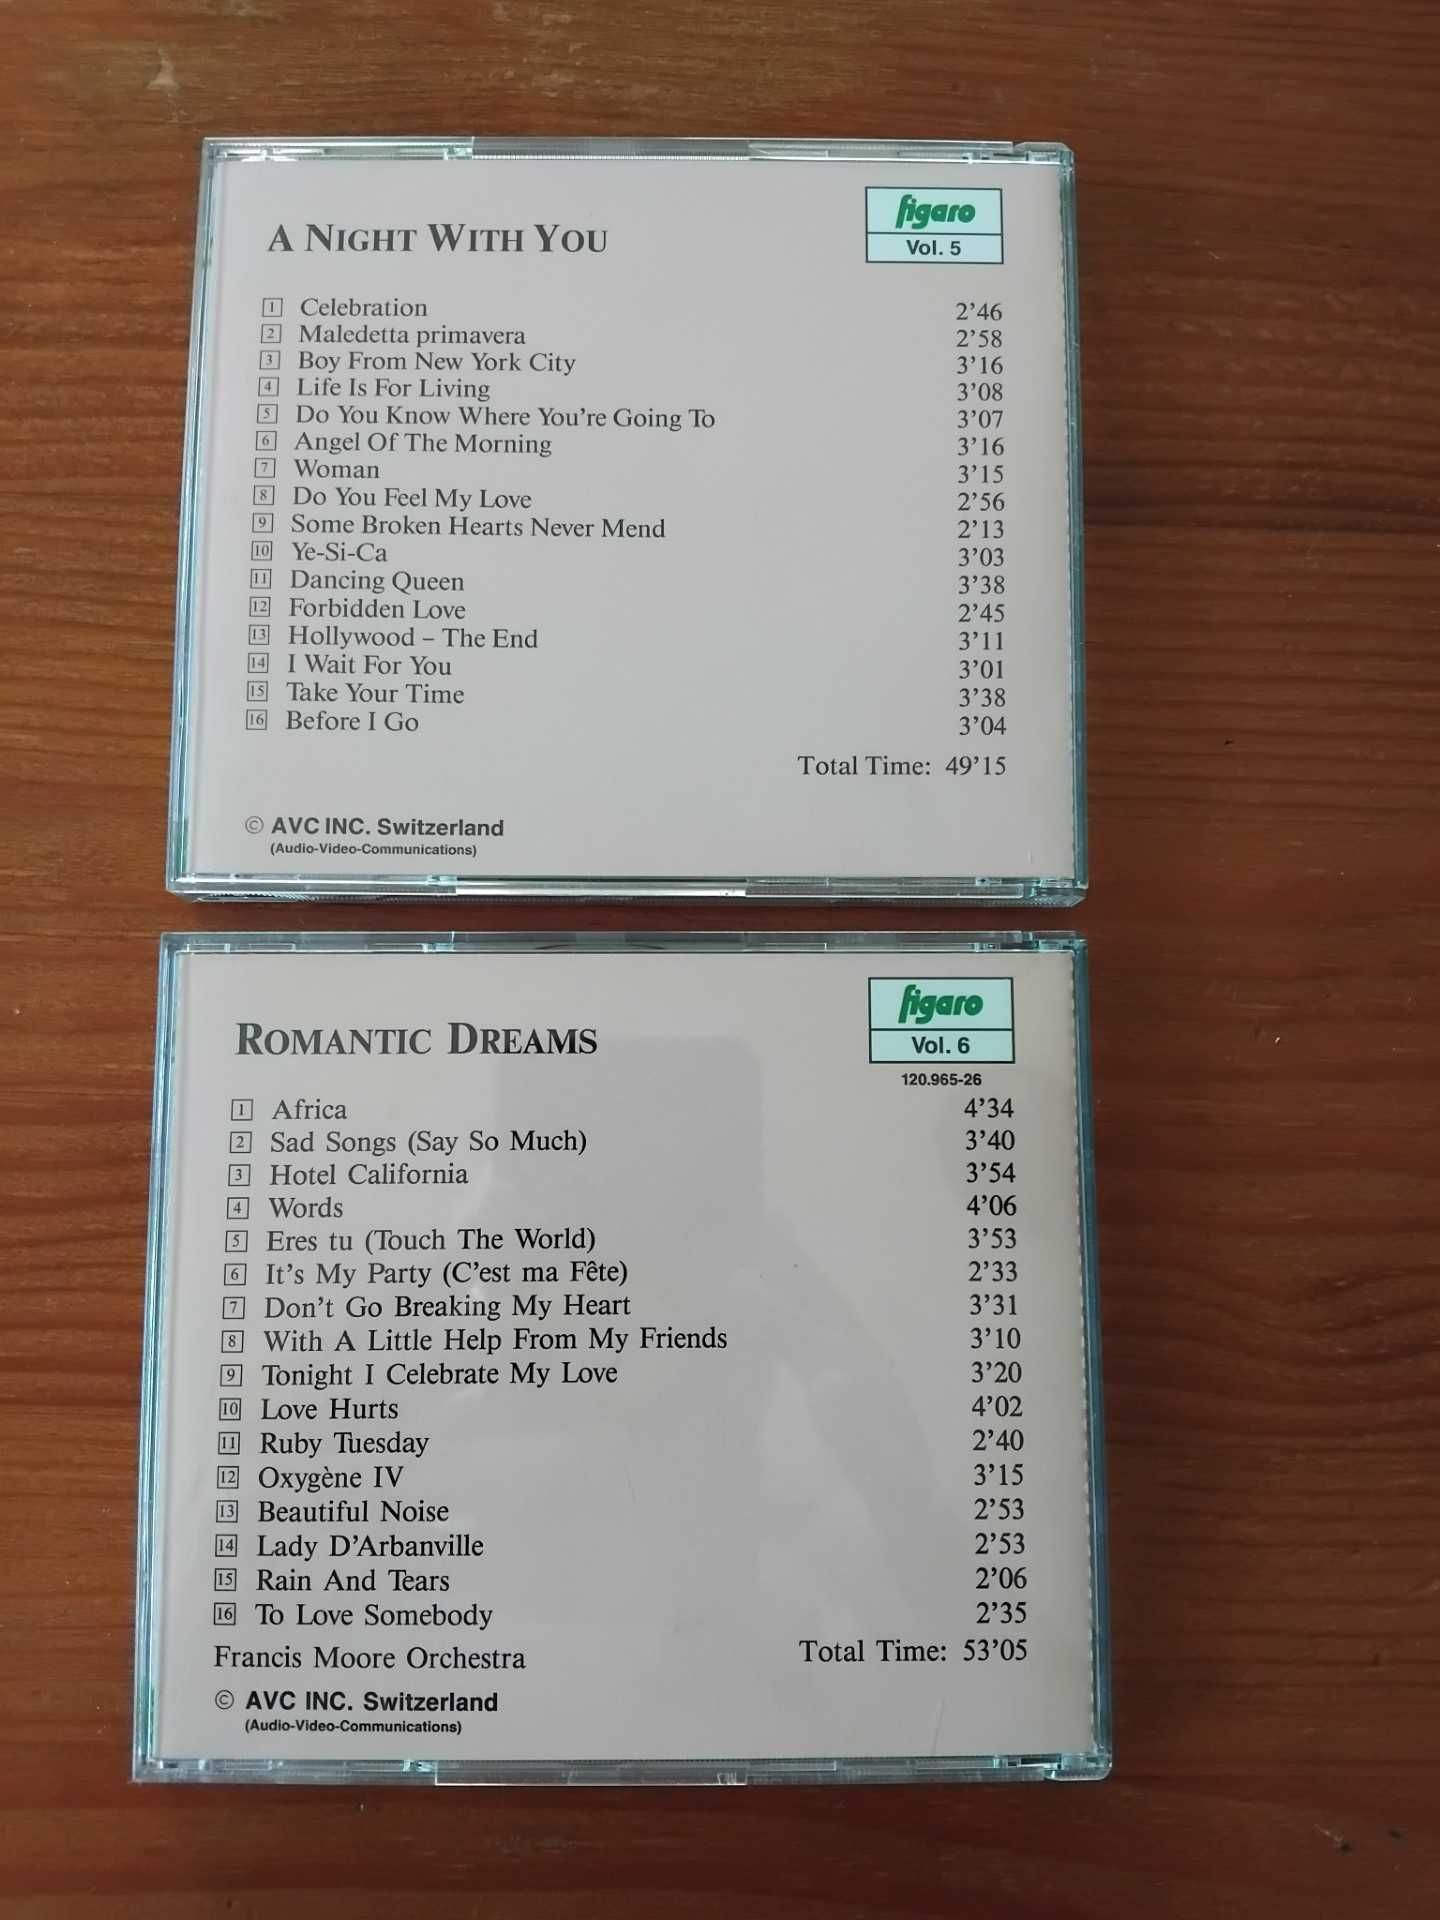 A NIGHT WITH YOU
figaro
Vol. 5
1 Celebration 2'46
2 Maledetta primavera 2'58
3 Boy From New York City 3'16
4 Life Is For Living 3'08
5 Do You Know Where You're Going To 3'07
6 Angel Of The Morning 3'16
7 Woman 3'15
8 Do You Feel My Love 2'56
9 Some Broken Hearts Never Mend 2'13
10 Ye-Si-Ca 3'03
11 Dancing Queen 3'38
12 Forbidden Love 2'45
13 Hollywood – The End 3'11
14 I Wait For You 3'01
15 Take Your Time 3'38
16 Before I Go 3'04
Total Time: 49'15
© AVC INC. Switzerland
(Audio-Video-Communications)
ROMANTIC DREAMS
figaro
Vol. 6
120.965-26
1 Africa 4'34
2 Sad Songs (Say So Much) 3'40
3 Hotel California 3'54
4 Words 4'06
5 Eres tu (Touch The World) 3'53
6 It's My Party (C'est ma Fête) 2'33
7 Don't Go Breaking My Heart 3'31
8 With A Little Help From My Friends 3'10
9 Tonight I Celebrate My Love 3'20
10 Love Hurts 4'02
11 Ruby Tuesday 2'40
12 Oxygène IV 3'15
13 Beautiful Noise 2'53
14 Lady D'Arbanville 2'53
15 Rain And Tears 2'06
16 To Love Somebody 2'35
Francis Moore Orchestra Total Time: 53'05
© AVC INC. Switzerland
(Audio-Video-Communications)